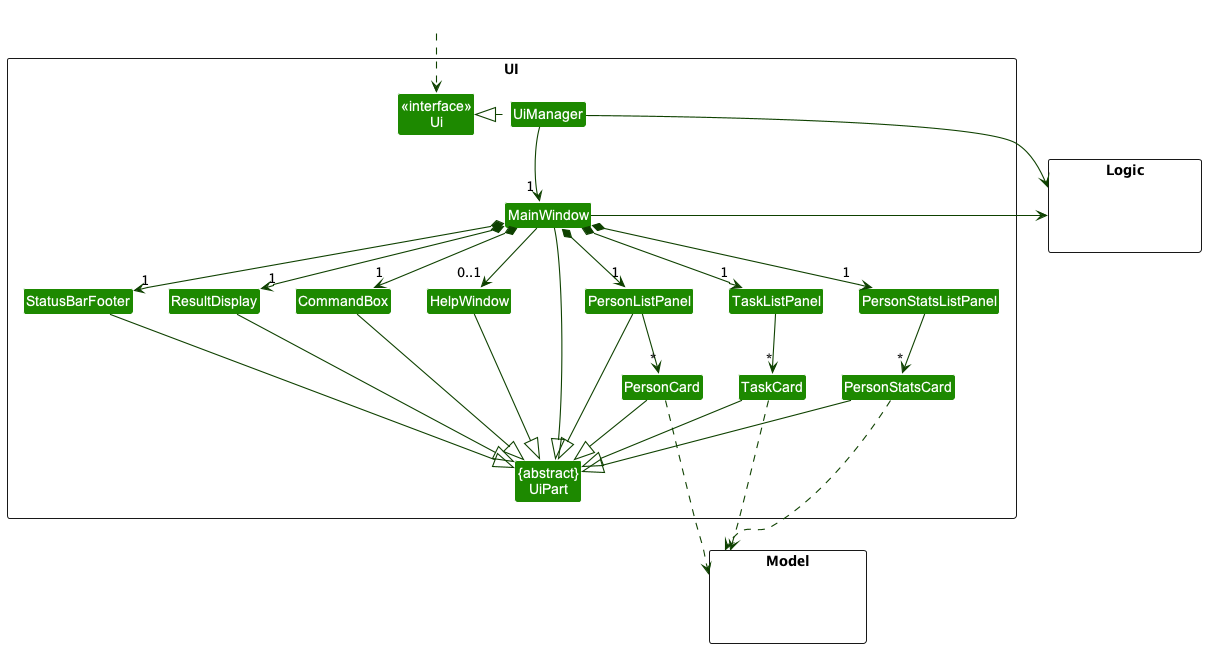 UI
«interface»
Ui
UiManager
Logic
1
MainWindow
1
1
1
0..1
1
1
1
StatusBarFooter
ResultDisplay
CommandBox
HelpWindow
PersonListPanel
TaskListPanel
PersonStatsListPanel
*
*
*
PersonCard
TaskCard
PersonStatsCard
{abstract}
UiPart
Model